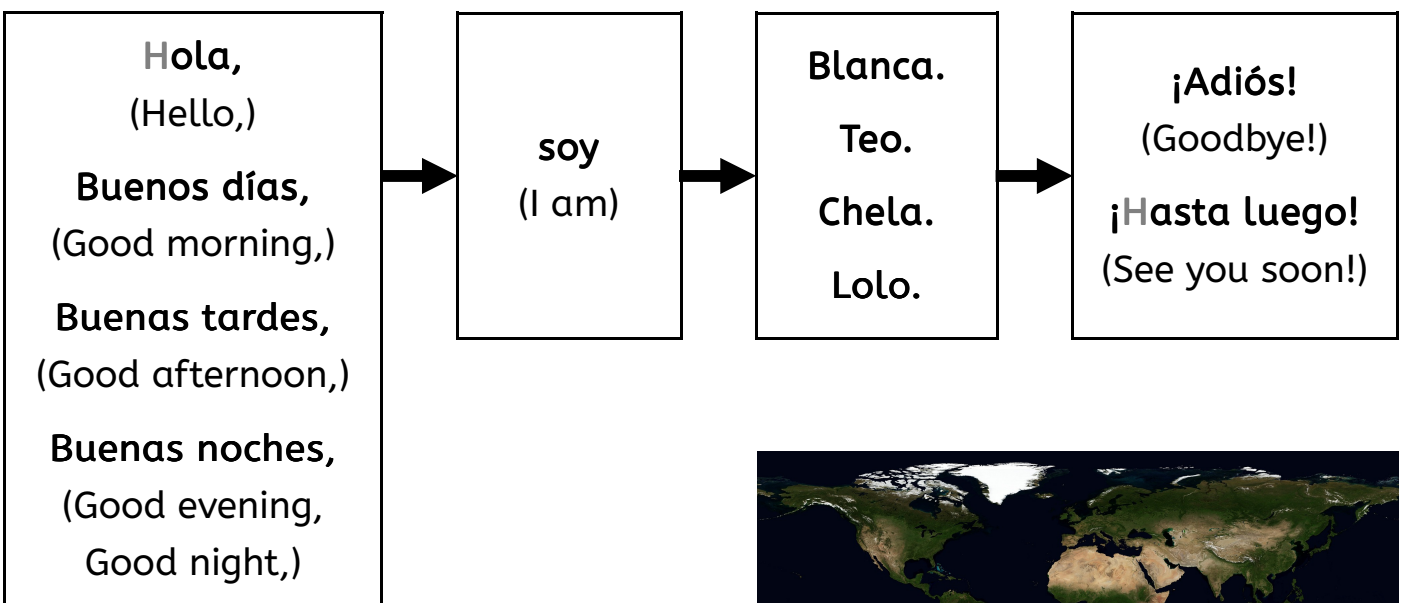 Hola,
(Hello,)
Buenos días,
(Good morning,)
Buenas tardes,
(Good afternoon,)
Buenas noches,
(Good evening,
Good night,)
soy
(I am)
Blanca.
Teo.
Chela.
Lolo.
¡Adiós!
(Goodbye!)
¡Hasta luego!
(See you soon!)